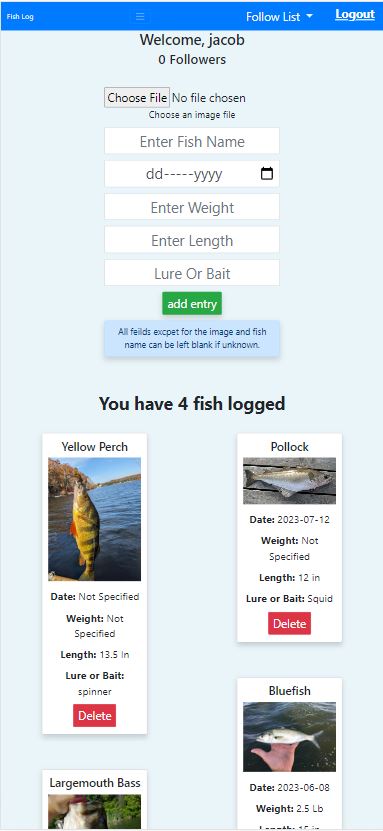 Fish Log
Follow List
Logout
Welcome, jacob
0 Followers
Choose File No file chosen
Choose an image file
Enter Fish Name
dd-----yyyy
Enter Weight
Enter Length
Lure Or Bait
add entry
All feilds excpet for the image and fish
name can be left blank if unknown.
You have 4 fish logged
Yellow Perch
Date: Not Specified
Weight: Not
Specified
Length: 13.5 In
Lure or Bait:
spinner
Delete
Largemouth Bass
Pollock
Date: 2023-07-12
Weight: Not
Specified
Length: 12 in
Lure or Bait: Squid
Delete
Bluefish
Date: 2023-06-08
Weight: 2.5 Lb
Length: 15 in